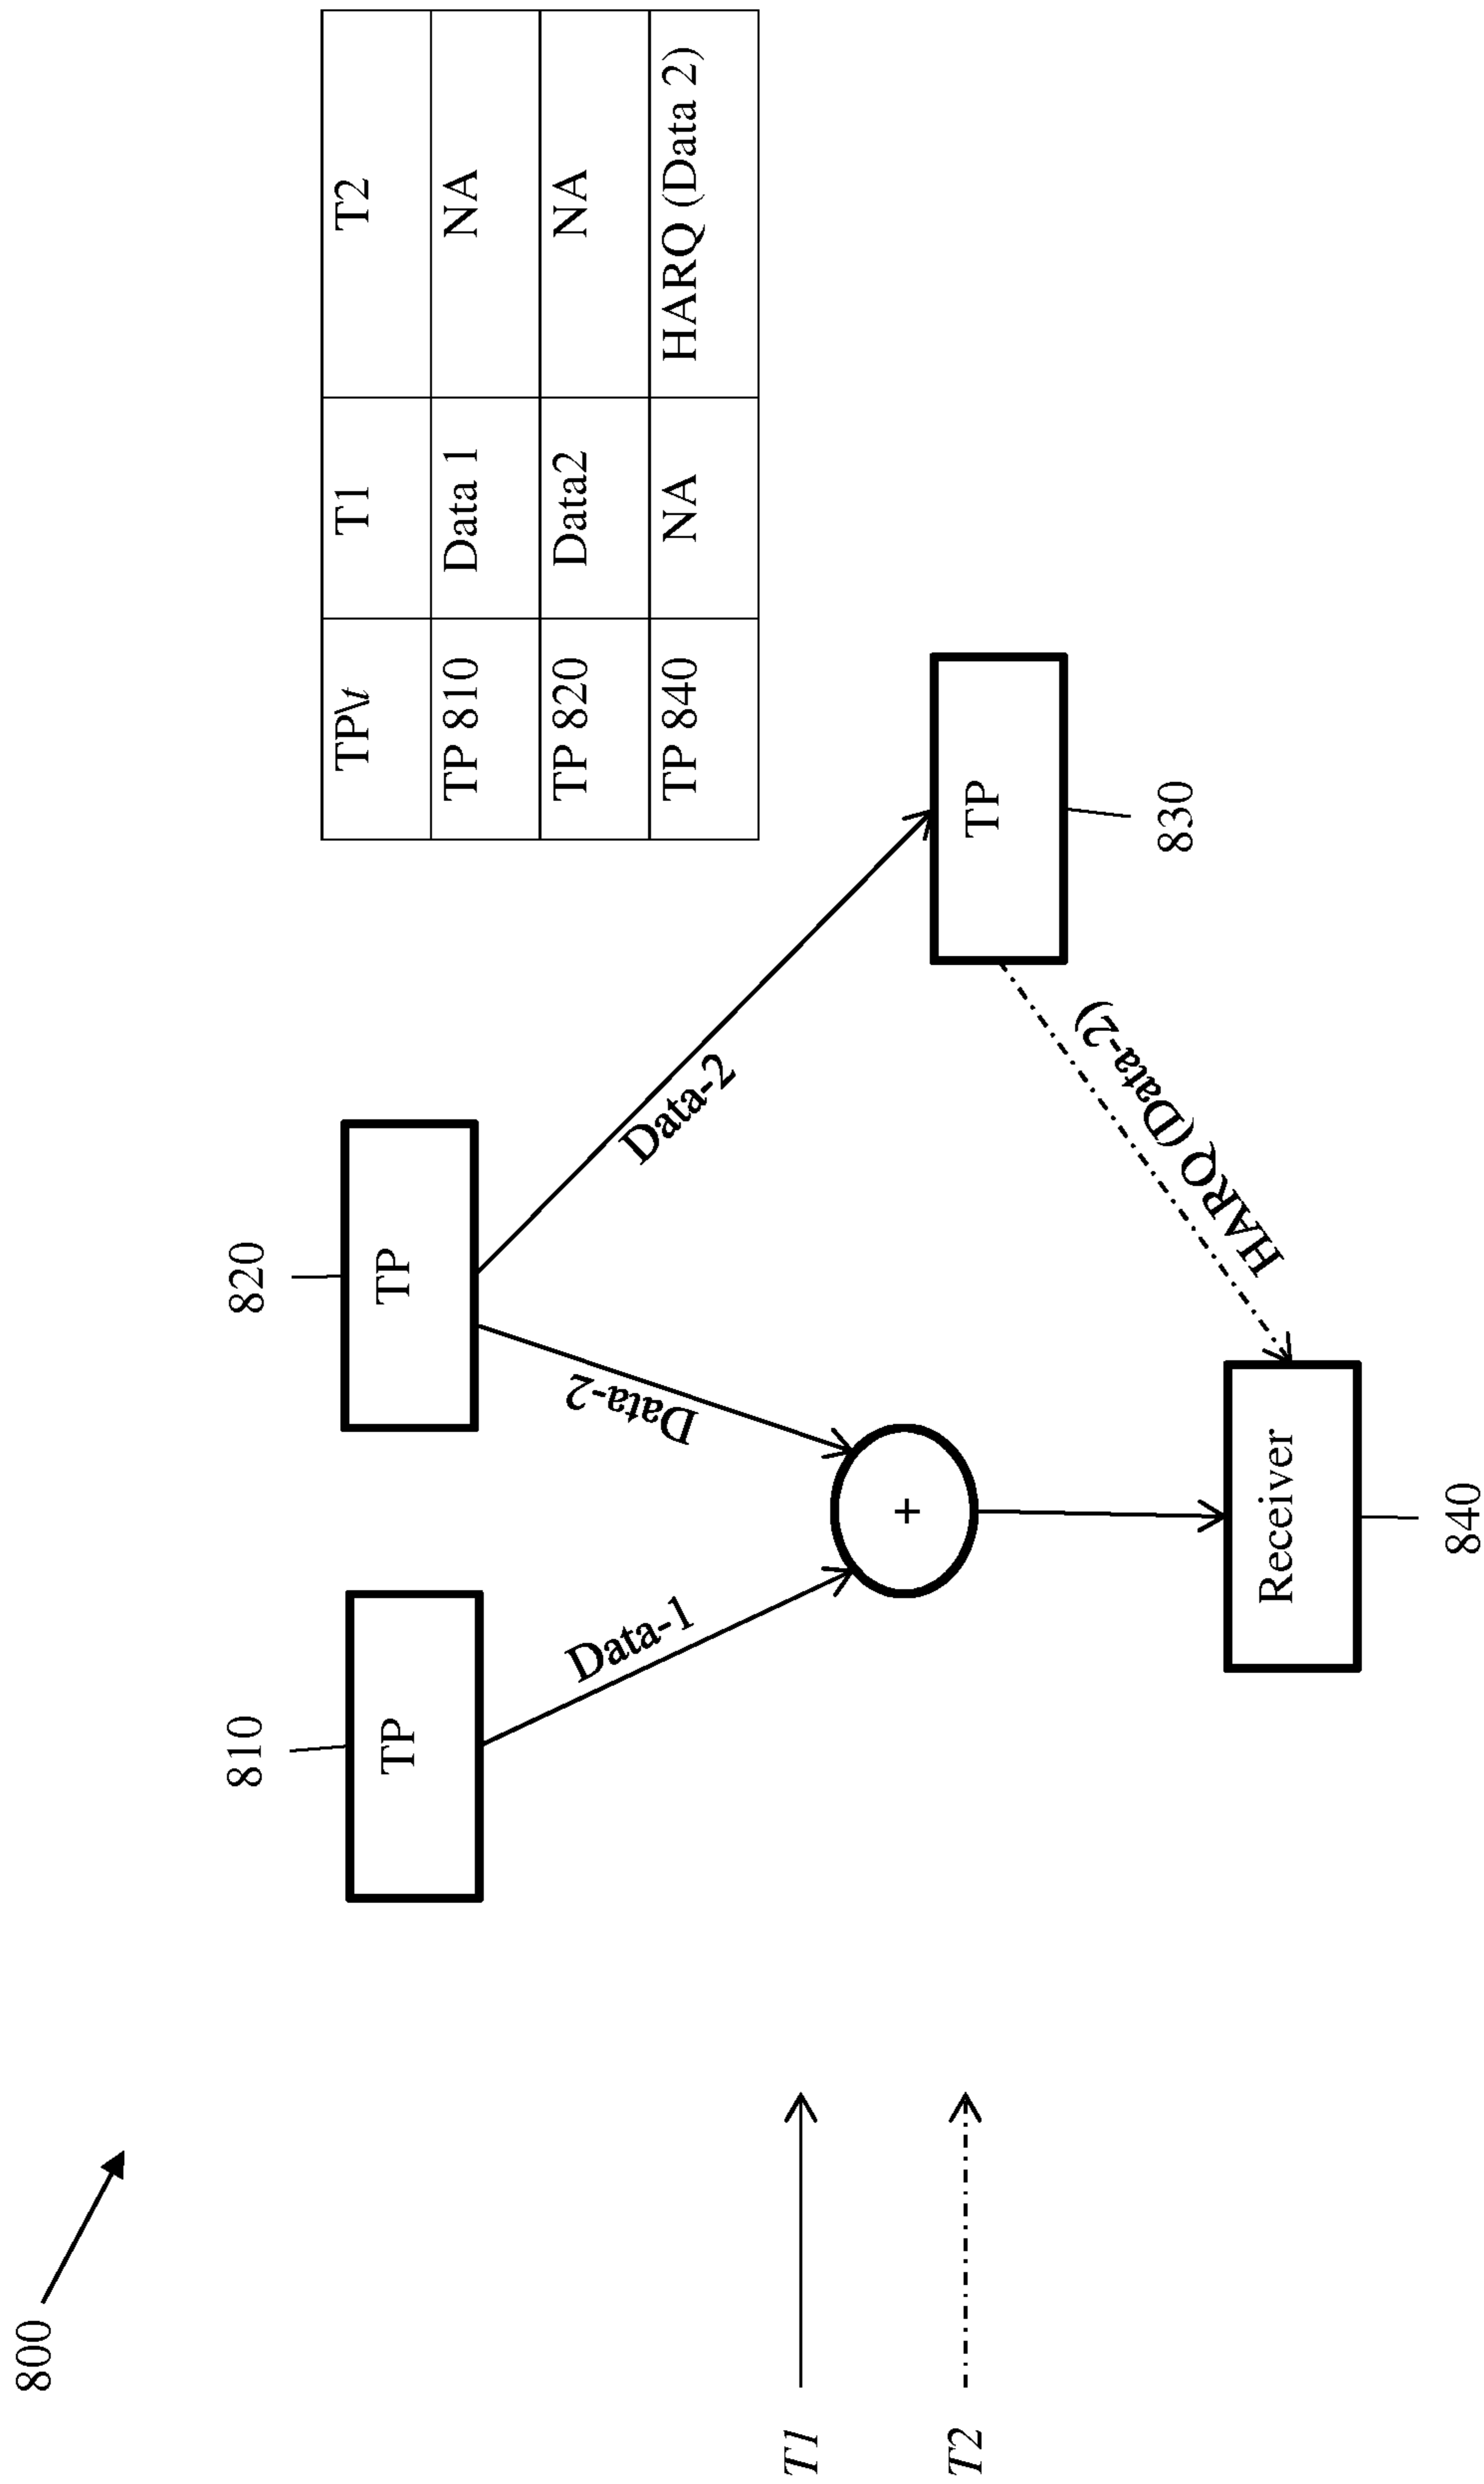 800
TP\t T1 T2
TP 810 Data 1 NA
TP 820 Data2 NA
TP 840 NA HARQ (Data 2)
810
820
TP
TP
Data-1
Data-2
Data-2
+
TP
830
HARQ (Data-2)
Receiver
840
T1
T2